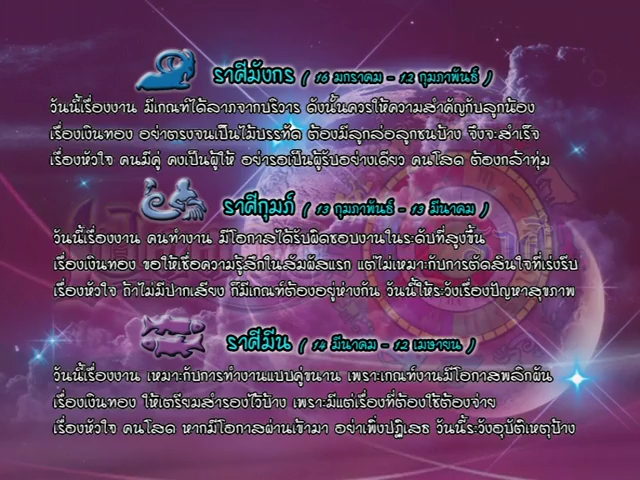 ราศีมังกร ( 16 มกราคม - 12 กุมภาพันธ์ )
วันนี้เรื่องงาน มีเกณฑ์ได้ลาภจากบริวาร ดังนั้นควรให้ความสำคัญกับลูกน้อง
เรื่องเงินทอง อย่าตรงจนเป็นไม้บรรทัด ต้องมีลูกล่อลูกชนบ้าง จึงจะสำเร็จ
เรื่องหัวใจ คนมีคู่ คงเป็นผู้ให้ อย่ารอเป็นผู้รับอย่างเดียว คนโสด ต้องกล้าทุ่ม
ราศีกุมภ์ ( 13 กุมภาพันธ์ - 13 มีนาคม )
วันนี้เรื่องงาน คนทำงาน มีโอกาสได้รับผิดชอบงานในระดับที่สูงขึ้น
เรื่องเงินทอง ขอให้เชื่อความรู้สึกในสัมผัสแรก แต่ไม่เหมาะกับการตัดสินใจที่เร่งรีบ
เรื่องหัวใจ ถ้าไม่มีปากเสียง ก็มีเกณฑ์ต้องอยู่ห่างกัน วันนี้ให้ระวังเรื่องปัญหาสุขภาพ
ราศีมีน ( 14 มีนาคม - 12 เมษายน )
วันนี้เรื่องงาน เหมาะกับการทำงานแบบคู่ขนาน เพราะเกณฑ์งานมีโอกาสพลิกผัน
เรื่องเงินทอง ให้เตรียมสำรองไว้บ้าง เพราะมีแต่เรื่องที่ต้องใช้ต้องจ่าย
เรื่องหัวใจ คนโสด หากมีโอกาสผ่านเข้ามา อย่าเพิ่งปฏิเสธ วันนี้ระวังอุบัติเหตุบ้าง